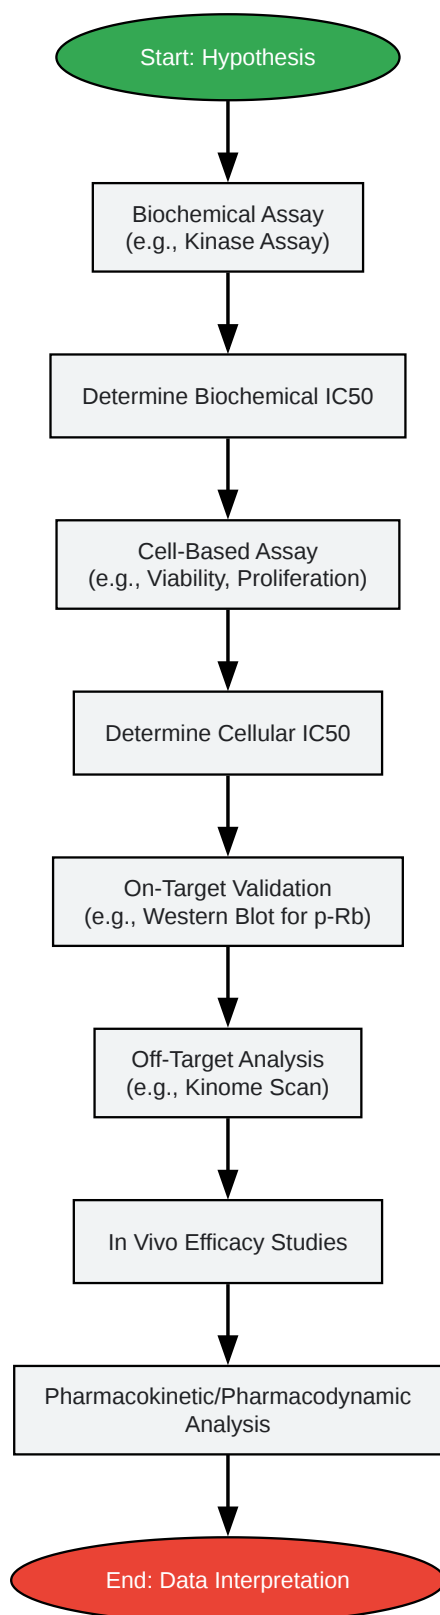 Start: Hypothesis
Biochemical Assay
(e.g., Kinase Assay)
Determine Biochemical IC50
Cell-Based Assay
(e.g., Viability, Proliferation)
Determine Cellular IC50
On-Target Validation
(e.g., Western Blot for p-Rb)
Off-Target Analysis
(e.g., Kinome Scan)
In Vivo Efficacy Studies
Pharmacokinetic/Pharmacodynamic
Analysis
End: Data Interpretation